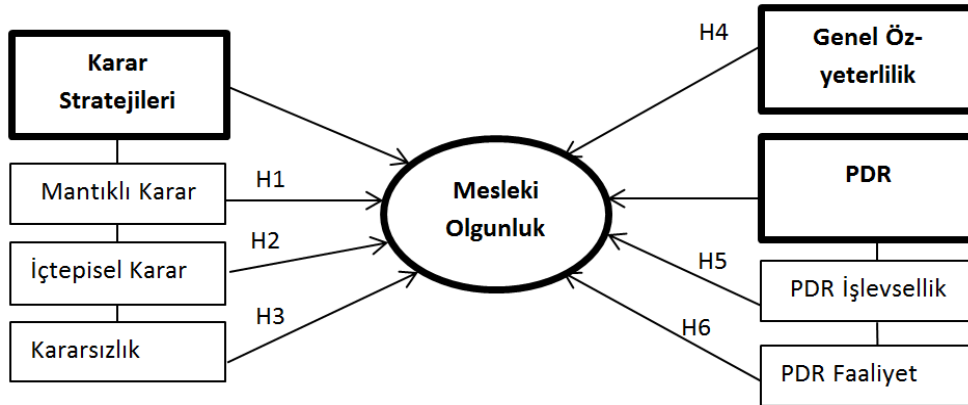 Karar
Stratejileri
Mantıklı Karar
İçtepisel Karar
Kararsızlık
H1
H2
H3
Mesleki
Olgunluk
H4
H5
H6
Genel Öz-
yeterlilik
PDR
PDR İşlevsellik
PDR Faaliyet